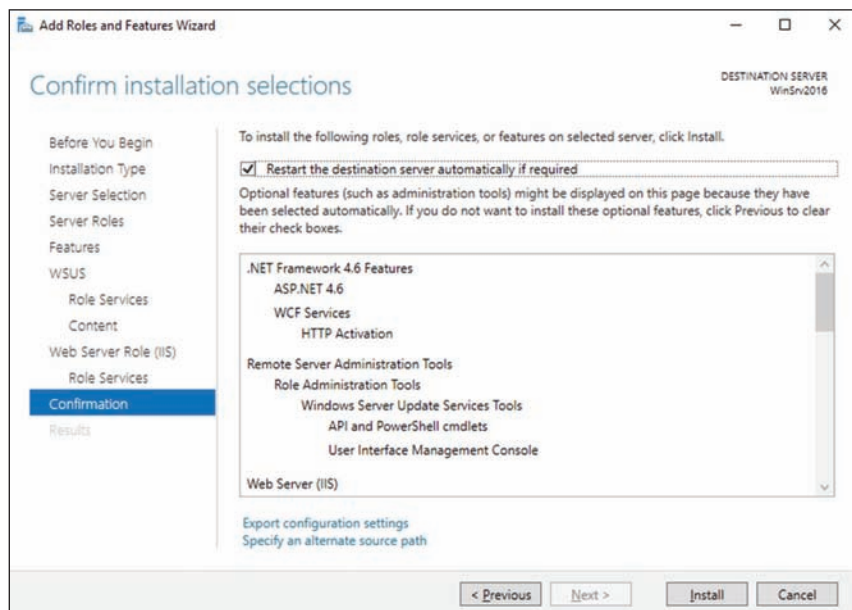 Add Roles and Features Wizard
Confirm installation selections
DESTINATION SERVER
WinSrv2016
Before You Begin
Installation Type
Server Selection
Server Roles
Features
WSUS
Role Services
Content
Web Server Role (IIS)
Role Services
Confirmation
Results
To install the following roles, role services, or features on selected server, click Install.
Restart the destination server automatically if required
Optional features (such as administration tools) might be displayed on this page because they have
been selected automatically. If you do not want to install these optional features, click Previous to clear
their check boxes.
.NET Framework 4.6 Features
ASP.NET 4.6
WCF Services
HTTP Activation
Remote Server Administration Tools
Role Administration Tools
Windows Server Update Services Tools
API and PowerShell cmdlets
User Interface Management Console
Web Server (IIS)
Export configuration settings
Specify an alternate source path
< Previous
Next >
Install
Cancel